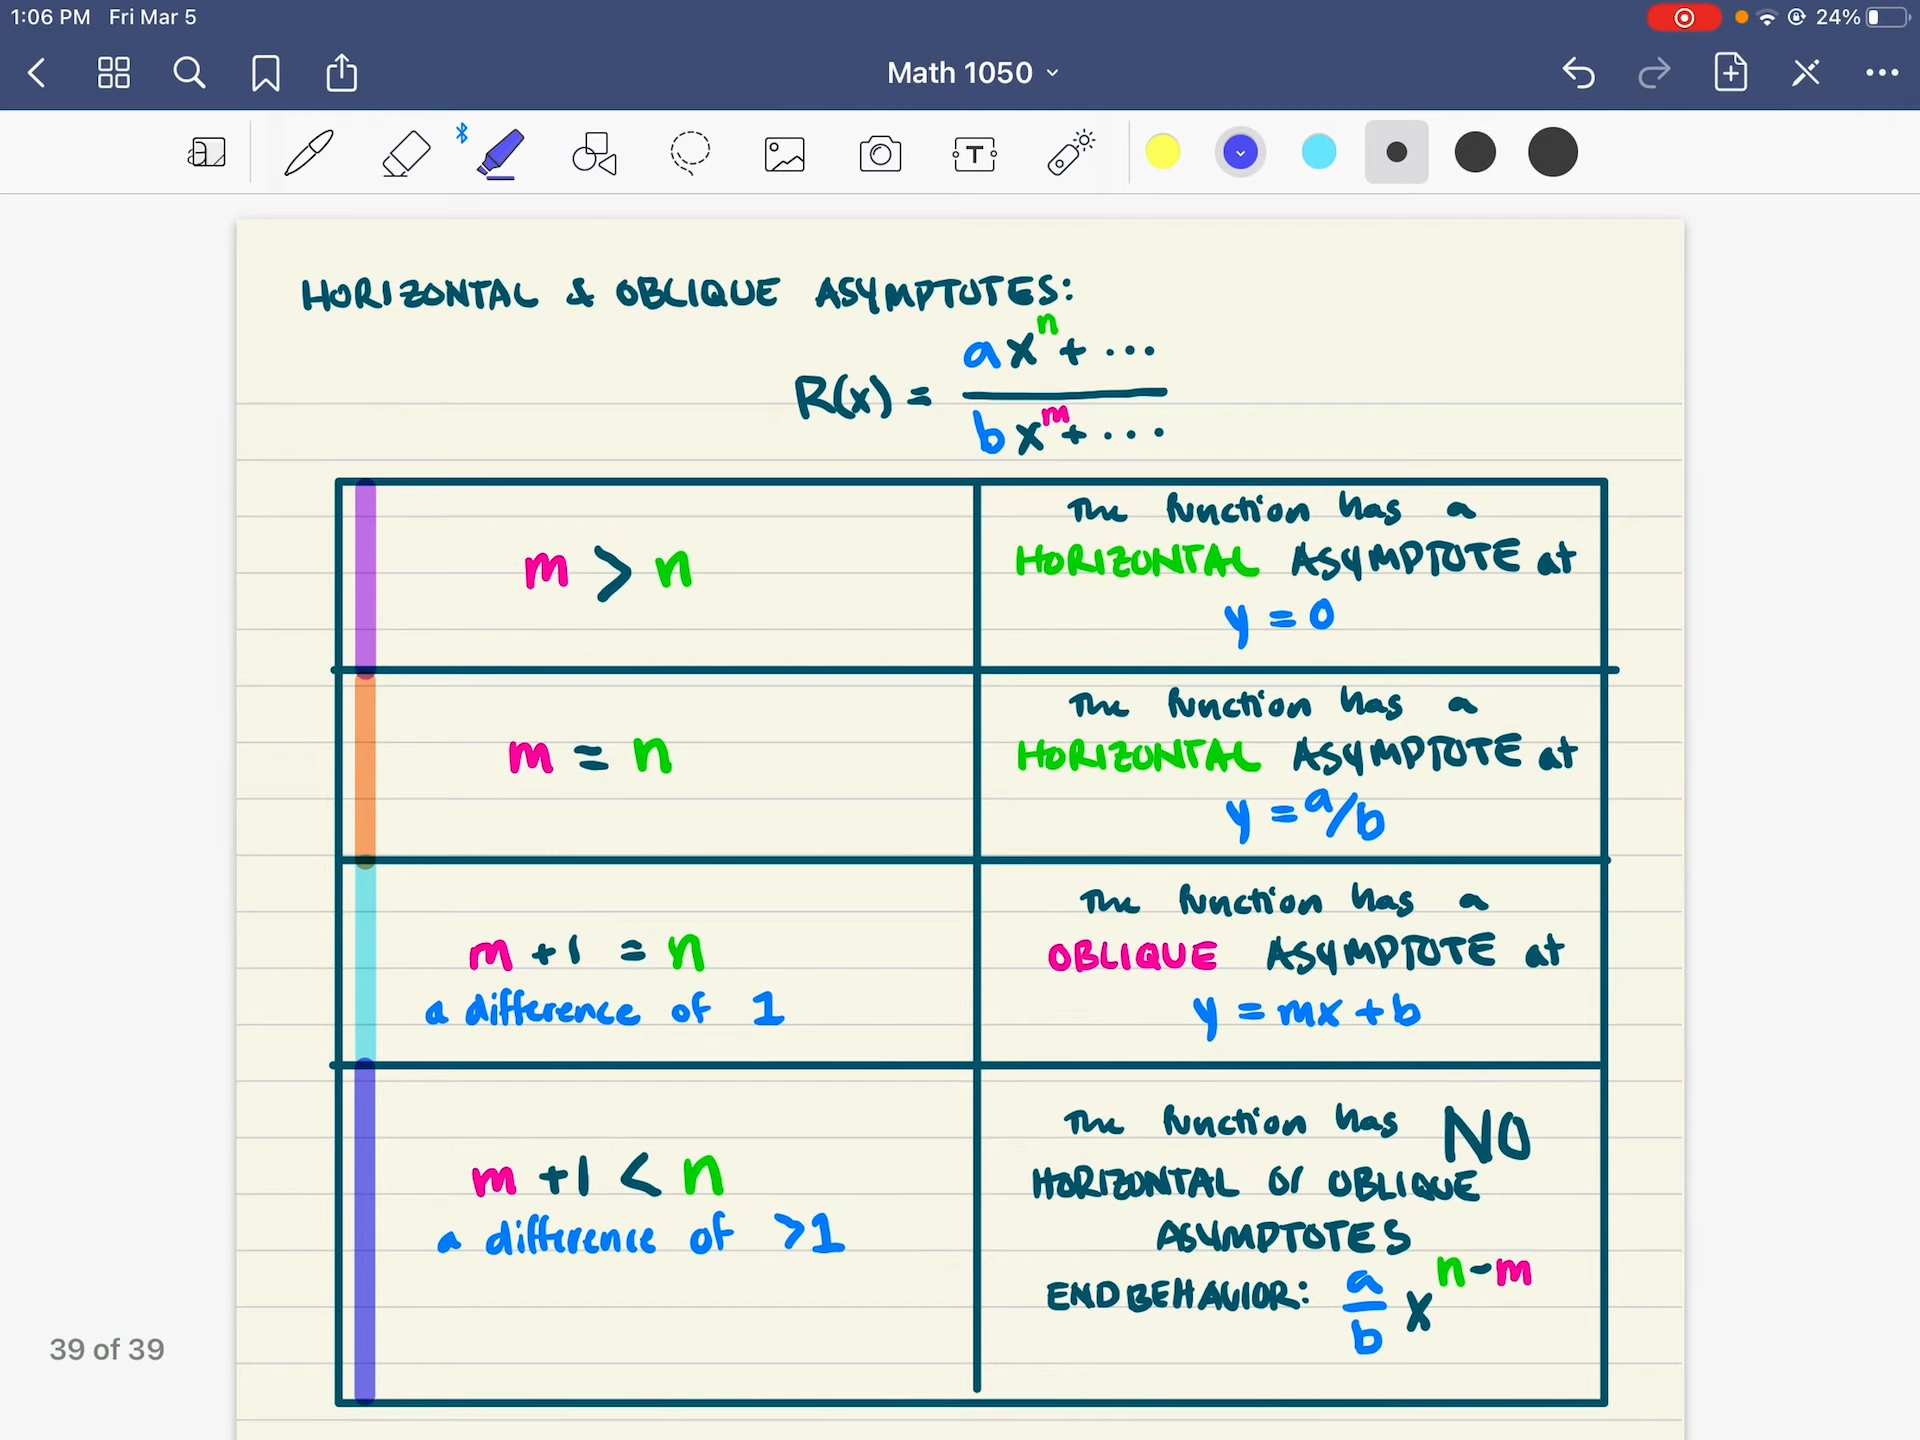 1:06 PM Fri Mar 5
24%
Math 1050
a
T
HORIZONTAL & OBLIQUE ASYMPTOTES:
R(x) = (ax^n + ···)/(bx^m + ···)
m > n
The function has a
HORIZONTAL ASYMPTOTE at
y = 0
m = n
The function has a
HORIZONTAL ASYMPTOTE at
y = a/b
m + 1 = n
a difference of 1
The function has a
OBLIQUE ASYMPTOTE at
y = mx + b
m + 1 < n
a difference of >1
The function has NO
HORIZONTAL or OBLIQUE
ASYMPTOTES
END BEHAVIOR: a/b x^(n-m)
39 of 39